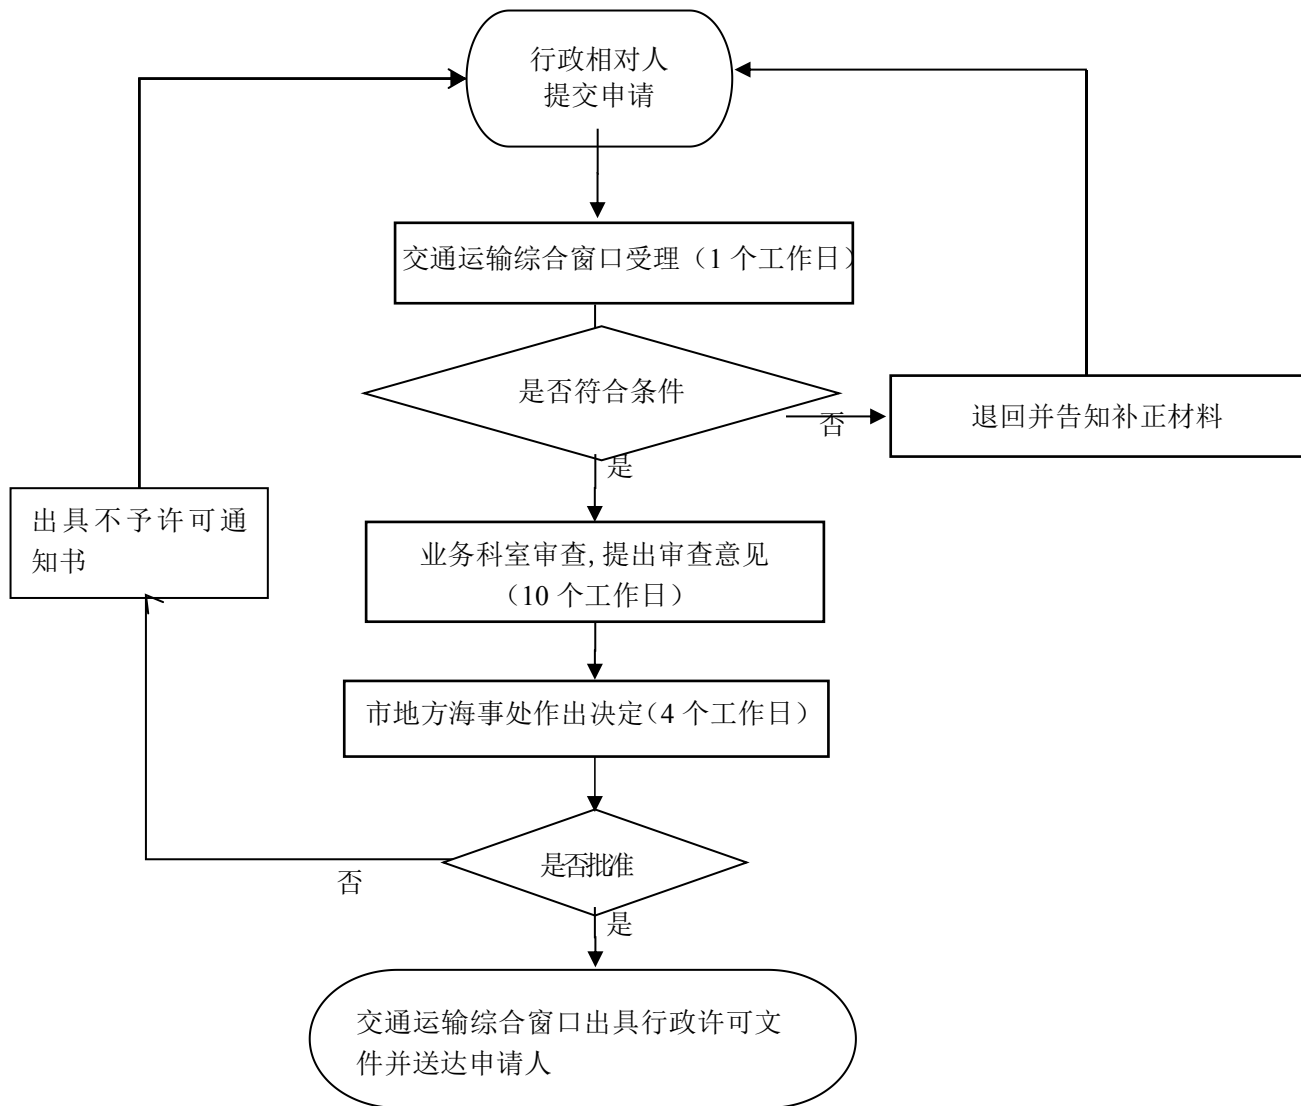 行政相对人
提交申请
交通运输综合窗口受理（1 个工作日）
是否符合条件
否
退回并告知补正材料
是
出具不予许可通
知书
业务科室审查,提出审查意见
（10 个工作日）
市地方海事处作出决定（4 个工作日）
是否批准
否
是
交通运输综合窗口出具行政许可文
件并送达申请人